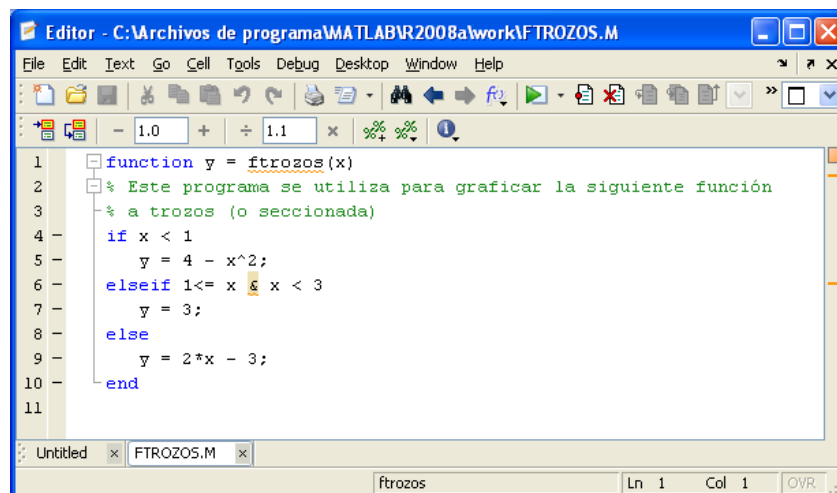 Editor - C:\Archivos de programa\MATLAB\R2008a\work\FTROZOS.M
File Edit Text Go Cell Tools Debug Desktop Window Help
- 1.0 + ÷ 1.1 ×
1 function y = ftrozos(x)
2 % Este programa se utiliza para graficar la siguiente función
3 % a trozos (o seccionada)
4 - if x < 1
5 - y = 4 - x^2;
6 - elseif 1<= x & x < 3
7 - y = 3;
8 - else
9 - y = 2*x - 3;
10 - end
11
Untitled × FTROZOS.M ×
ftrozos Ln 1 Col 1 OVR